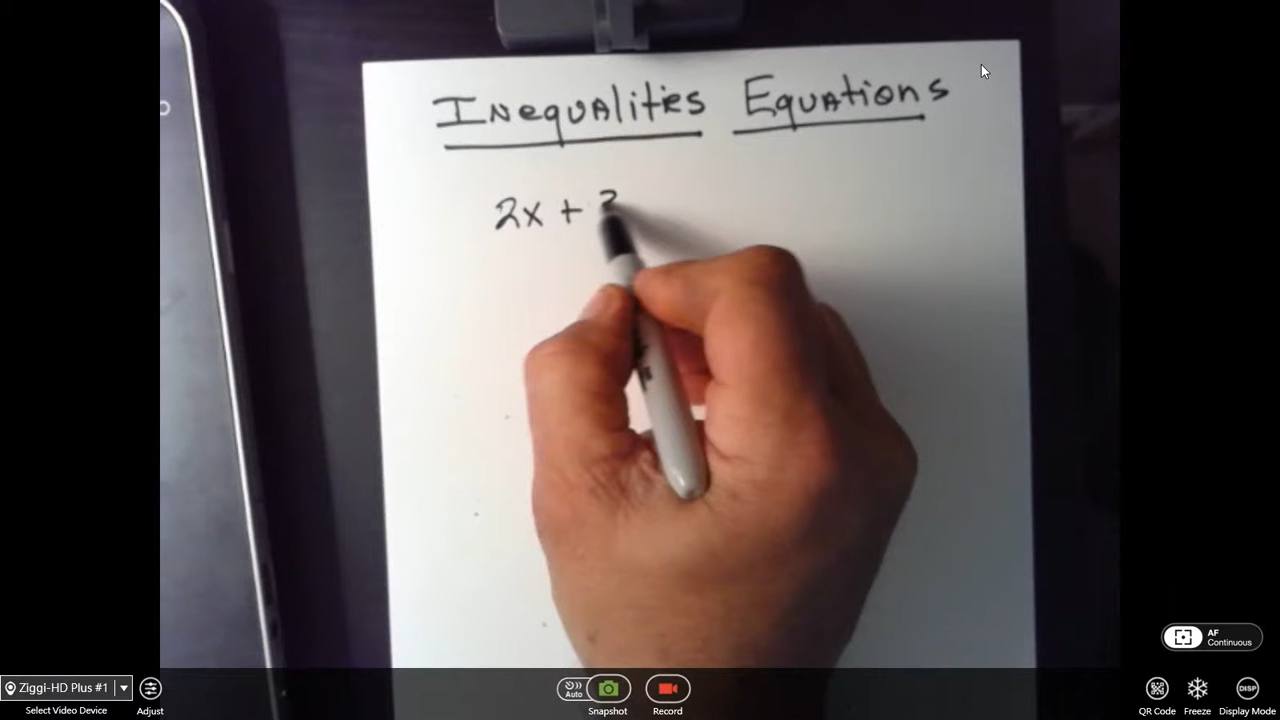 Inequalities Equations
2x +
AF
Continuous
Ziggi-HD Plus #1
Select Video Device
Adjust
Auto
Snapshot
Record
QR Code
Freeze
DISP
Display Mode